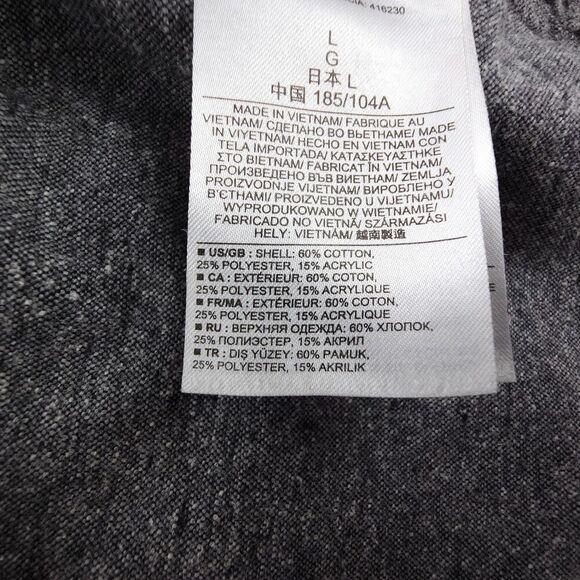 416230
L
G
日本 L
中国 185/104A
MADE IN VIETNAM/ FABRIQUE AU
VIETNAM/ СДЕЛАНО ВО ВЬЕТНАМЕ/ MADE
IN VIYETNAM/ HECHO EN VIETNAM CON
TELA IMPORTADA/ ΚΑΤΑΣΚΕΥΑΣΤΗΚΕ
ΣΤΟ ΒΙΕΤΝΑΜ/ FABRICAT ÎN VIETNAM/
ПРОИЗВЕДЕНО ВЪВ ВИЕТНАМ/ ZEMLJA
PROIZVODNJE VIJETNAM/ ВИРОБЛЕНО У
В'ЄТНАМІ/ PROIZVEDENO U VIJETNAMU/
WYPRODUKOWANO W WIETNAMIE/
FABRICADO NO VIETNÃ/ SZÁRMAZÁSI
HELY: VIETNÁM/ 越南製造
■ US/GB : SHELL: 60% COTTON,
25% POLYESTER, 15% ACRYLIC
■ CA : EXTÉRIEUR: 60% COTON,
25% POLYESTER, 15% ACRYLIQUE
■ FR/MA : EXTÉRIEUR: 60% COTON,
25% POLYESTER, 15% ACRYLIQUE
■ RU : ВЕРХНЯЯ ОДЕЖДА: 60% ХЛОПОК,
25% ПОЛИЭСТЕР, 15% АКРИЛ
■ TR : DIŞ YÜZEY: 60% PAMUK,
25% POLYESTER, 15% AKRILIK